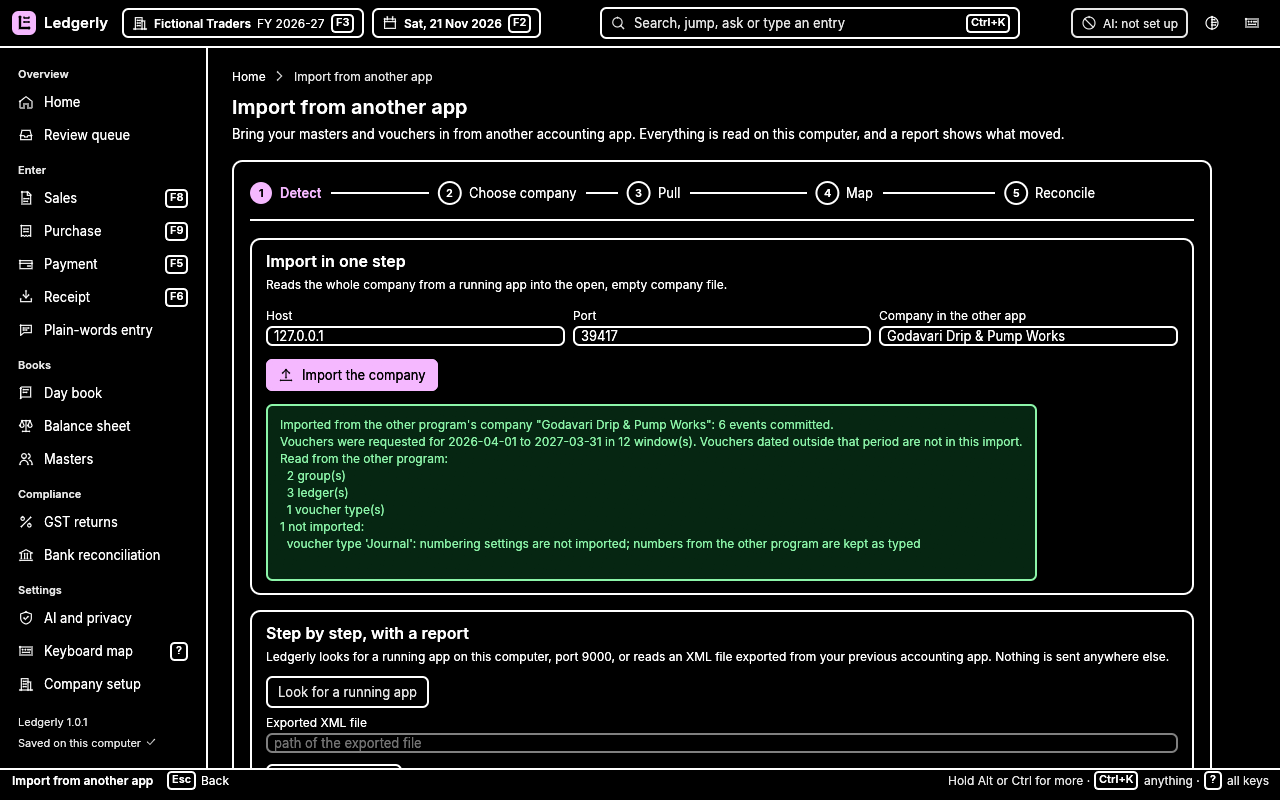 Ledgerly
Fictional Traders FY 2026-27 F3
Sat, 21 Nov 2026 F2
Search, jump, ask or type an entry Ctrl+K
AI: not set up
Overview
Home
Review queue
Enter
Sales F8
Purchase F9
Payment F5
Receipt F6
Plain-words entry
Books
Day book
Balance sheet
Masters
Compliance
GST returns
Bank reconciliation
Settings
AI and privacy
Keyboard map ?
Company setup
Ledgerly 1.0.1
Saved on this computer
Home > Import from another app
Import from another app
Bring your masters and vouchers in from another accounting app. Everything is read on this computer, and a report shows what moved.
1 Detect 2 Choose company 3 Pull 4 Map 5 Reconcile
Import in one step
Reads the whole company from a running app into the open, empty company file.
Host Port Company in the other app
127.0.0.1 39417 Godavari Drip & Pump Works
Import the company
Imported from the other program's company "Godavari Drip & Pump Works": 6 events committed.
Vouchers were requested for 2026-04-01 to 2027-03-31 in 12 window(s). Vouchers dated outside that period are not in this import.
Read from the other program:
2 group(s)
3 ledger(s)
1 voucher type(s)
1 not imported:
voucher type 'Journal': numbering settings are not imported; numbers from the other program are kept as typed
Step by step, with a report
Ledgerly looks for a running app on this computer, port 9000, or reads an XML file exported from your previous accounting app. Nothing is sent anywhere else.
Look for a running app
Exported XML file
path of the exported file
Import from another app Esc Back
Hold Alt or Ctrl for more · Ctrl+K anything · ? all keys